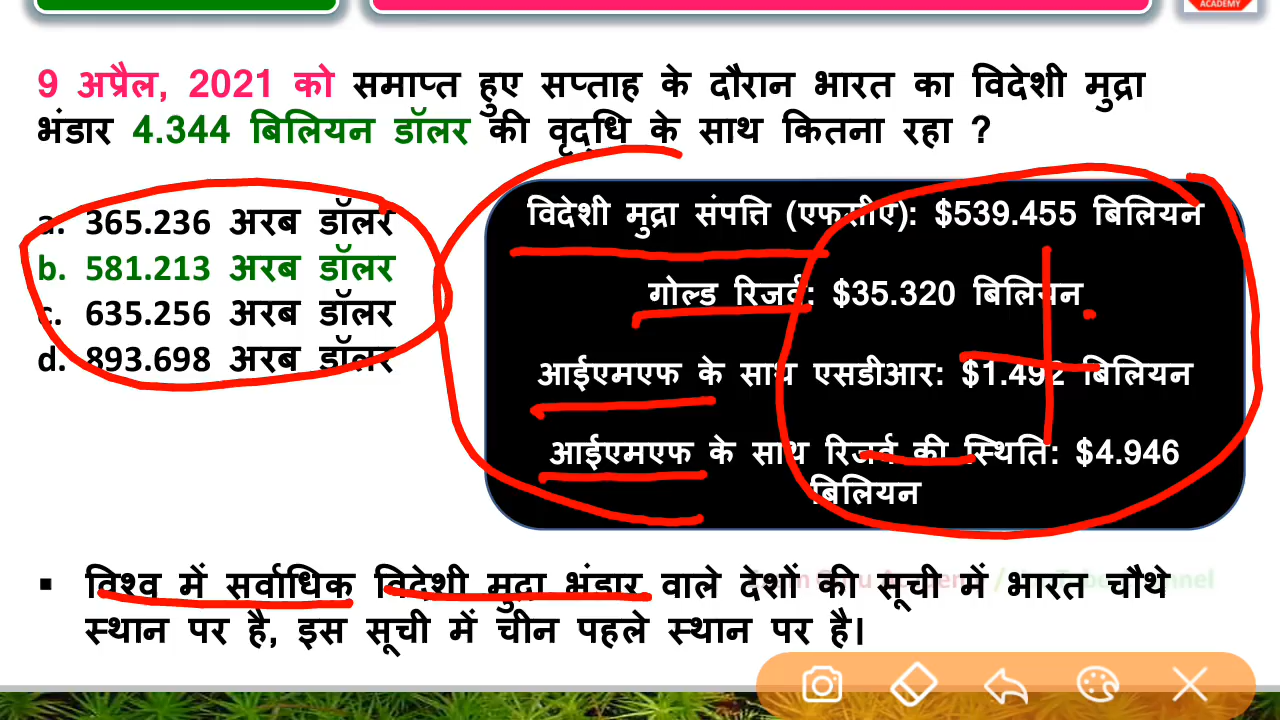 ACADEMY
9 अप्रैल, 2021 को समाप्त हुए सप्ताह के दौरान भारत का विदेशी मुद्रा
भंडार 4.344 बिलियन डॉलर की वृद्धि के साथ कितना रहा ?
a. 365.236 अरब डॉलर
b. 581.213 अरब डॉलर
c. 635.256 अरब डॉलर
d. 893.698 अरब डॉलर
विदेशी मुद्रा संपत्ति (एफसीए): $539.455 बिलियन
गोल्ड रिजर्व: $35.320 बिलियन
आईएमएफ के साथ एसडीआर: $1.492 बिलियन
आईएमएफ के साथ रिजर्व की स्थिति: $4.946
बिलियन
▪ विश्व में सर्वाधिक विदेशी मुद्रा भंडार वाले देशों की सूची में भारत चौथे
स्थान पर है, इस सूची में चीन पहले स्थान पर है।